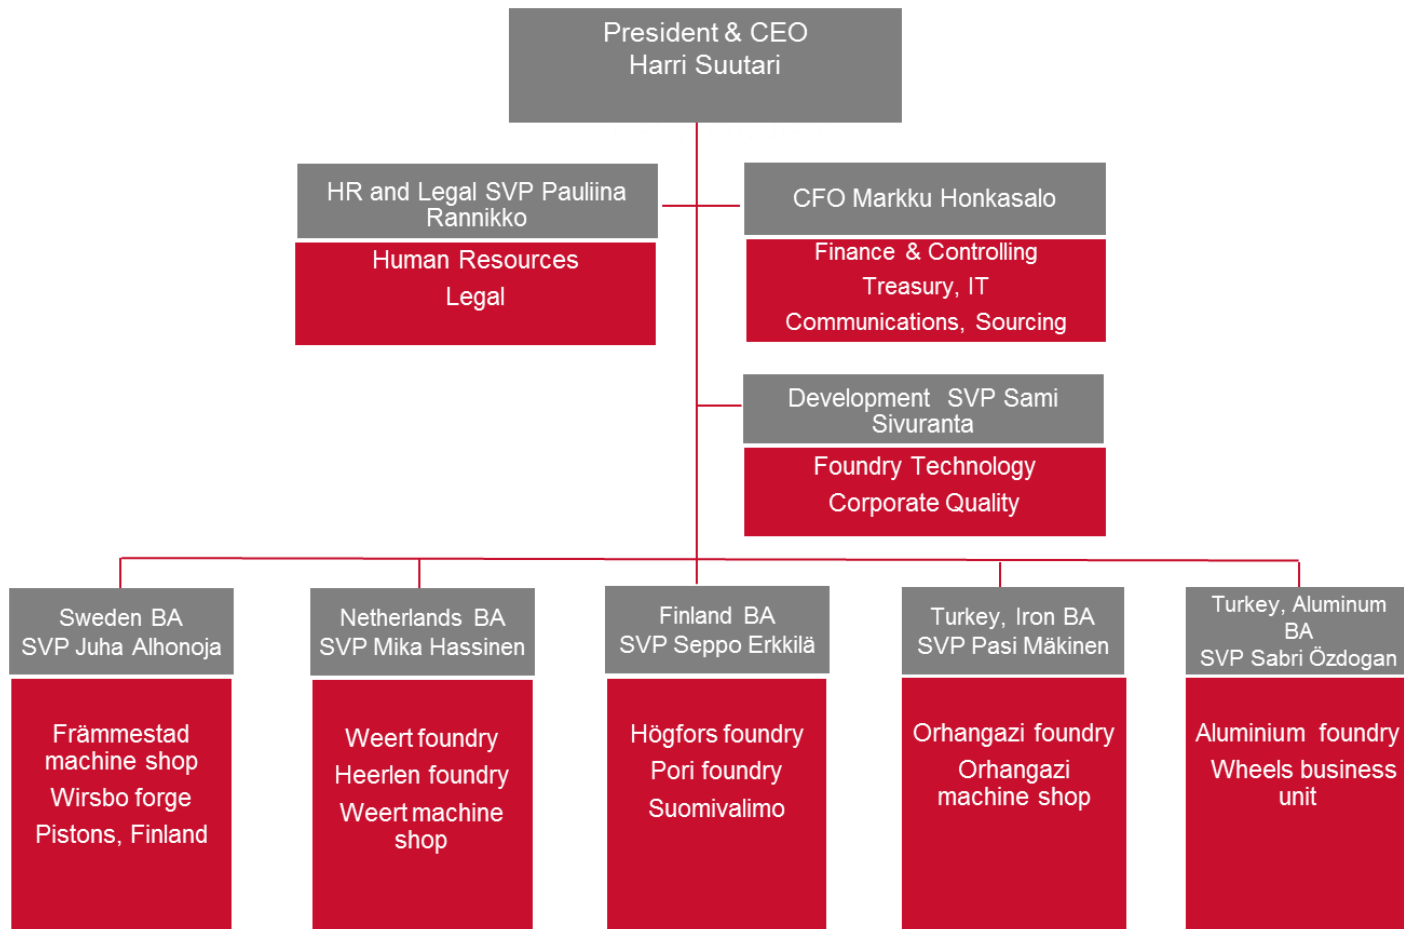 President & CEO
Harri Suutari
HR and Legal SVP Pauliina
Rannikko
Human Resources
Legal
CFO Markku Honkasalo
Finance & Controlling
Treasury, IT
Communications, Sourcing
Development SVP Sami
Sivuranta
Foundry Technology
Corporate Quality
Sweden BA
SVP Juha Alhonoja
Främmestad
machine shop
Wirsbo forge
Pistons, Finland
Netherlands BA
SVP Mika Hassinen
Weert foundry
Heerlen foundry
Weert machine
shop
Finland BA
SVP Seppo Erkkilä
Högfors foundry
Pori foundry
Suomivalimo
Turkey, Iron BA
SVP Pasi Mäkinen
Orhangazi foundry
Orhangazi
machine shop
Turkey, Aluminum
BA
SVP Sabri Özdogan
Aluminium foundry
Wheels business
unit